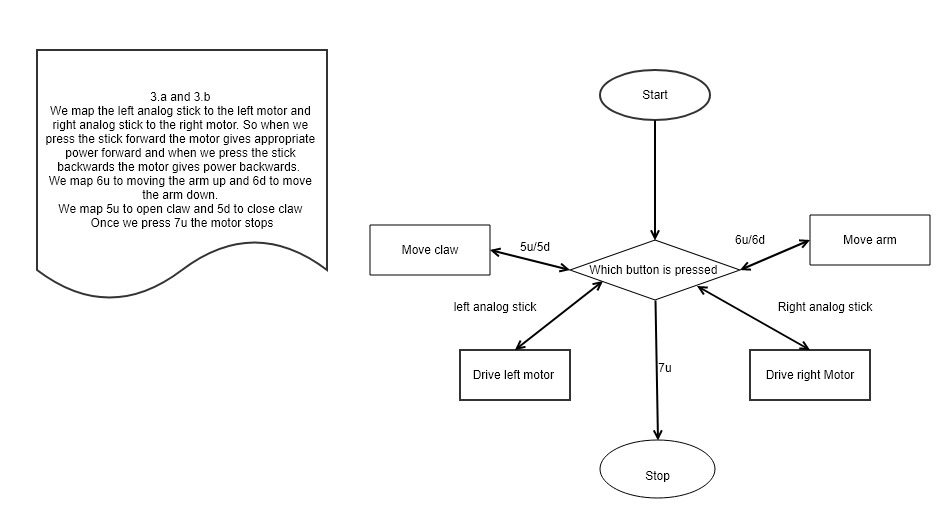 3.a and 3.b
We map the left analog stick to the left motor and
right analog stick to the right motor. So when we
press the stick forward the motor gives appropriate
power forward and when we press the stick
backwards the motor gives power backwards.
We map 6u to moving the arm up and 6d to move
the arm down.
We map 5u to open claw and 5d to close claw
Once we press 7u the motor stops
Start
Move claw
5u/5d
6u/6d
Move arm
Which button is pressed
left analog stick
Right analog stick
Drive left motor
7u
Drive right Motor
Stop